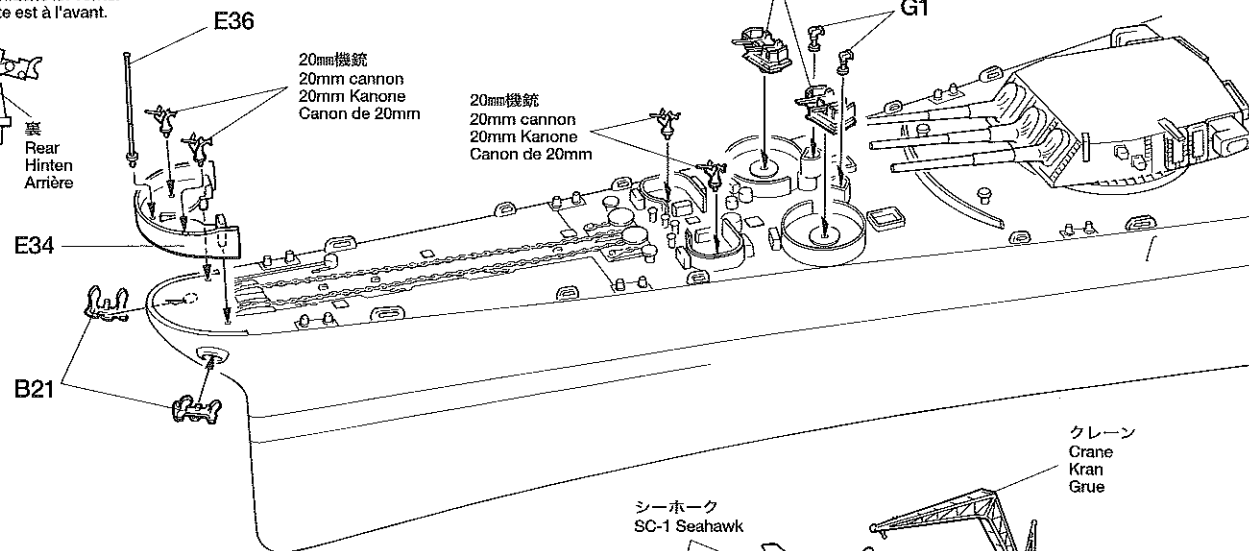 te est à l'avant.
E36
G1
20mm機銃
20mm cannon
20mm Kanone
Canon de 20mm
20mm機銃
20mm cannon
20mm Kanone
Canon de 20mm
裏
Rear
Hinten
Arrière
E34
B21
クレーン
Crane
Kran
Grue
シーホーク
SC-1 Seahawk